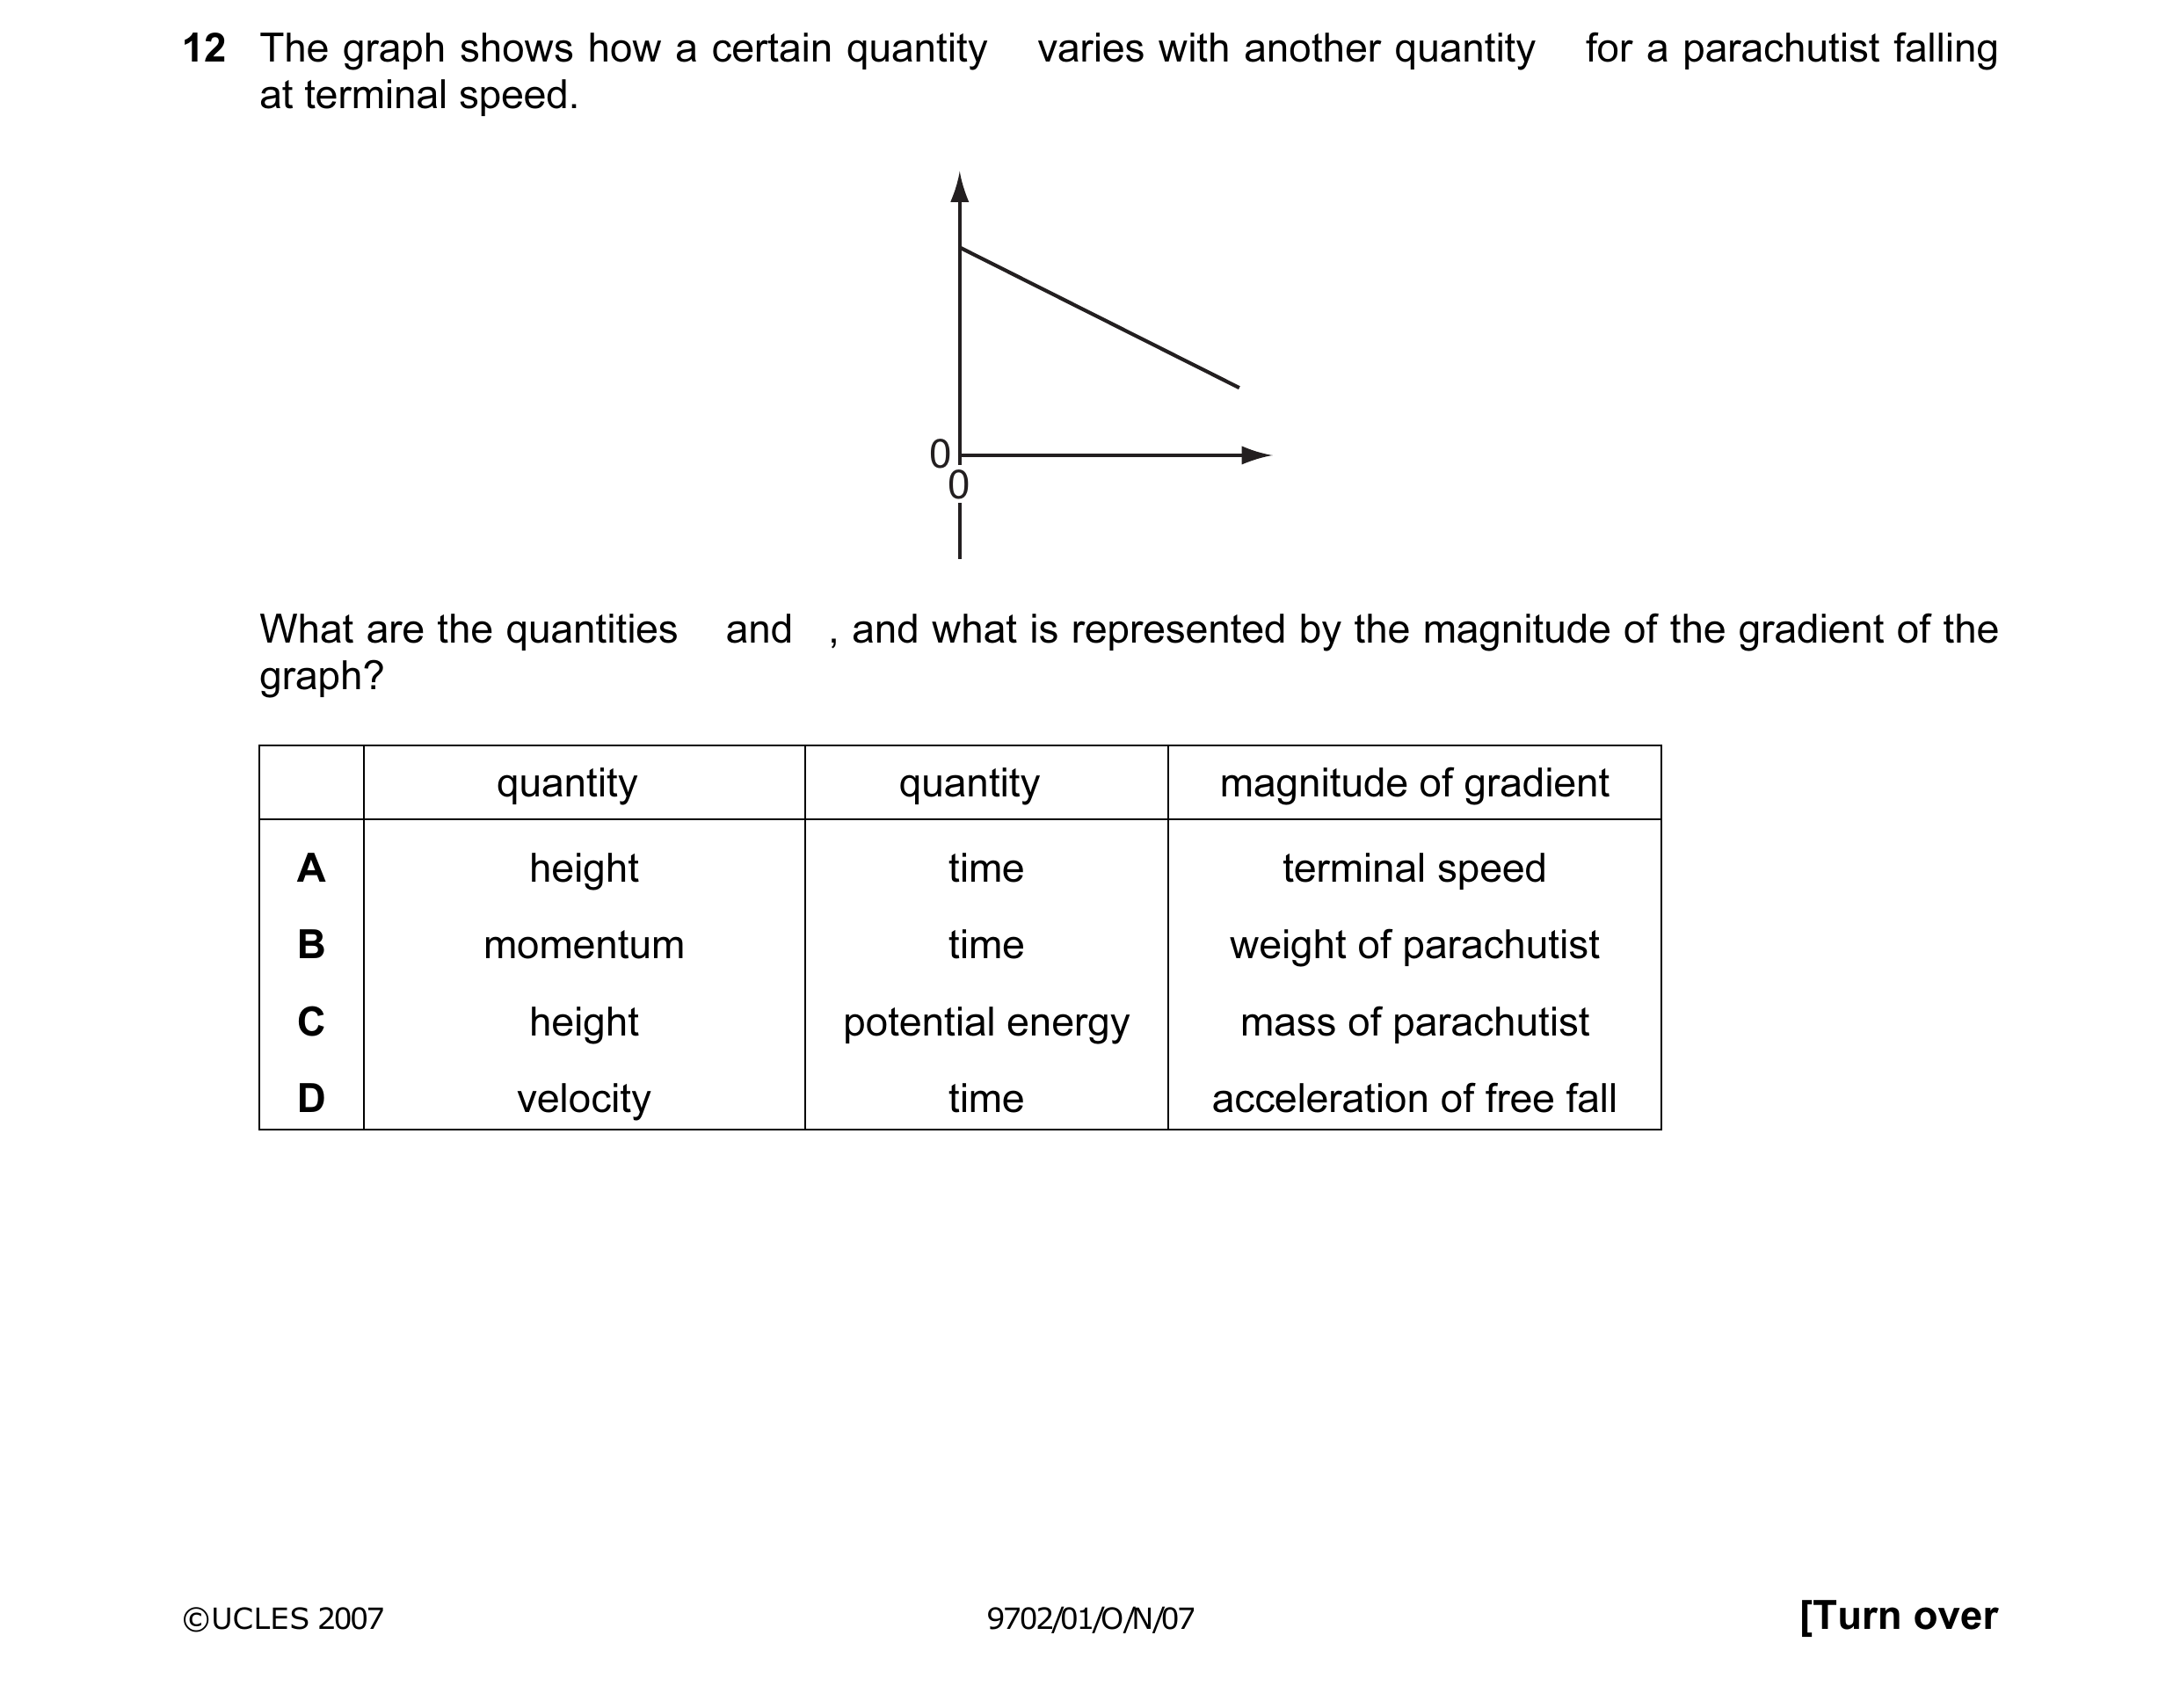 12 The graph shows how a certain quantity varies with another quantity for a parachutist falling
at terminal speed.
0
0
What are the quantities and , and what is represented by the magnitude of the gradient of the
graph?
quantity quantity magnitude of gradient
A height time terminal speed
B momentum time weight of parachutist
C height potential energy mass of parachutist
D velocity time acceleration of free fall
©UCLES 2007 9702/01/O/N/07 [Turn over